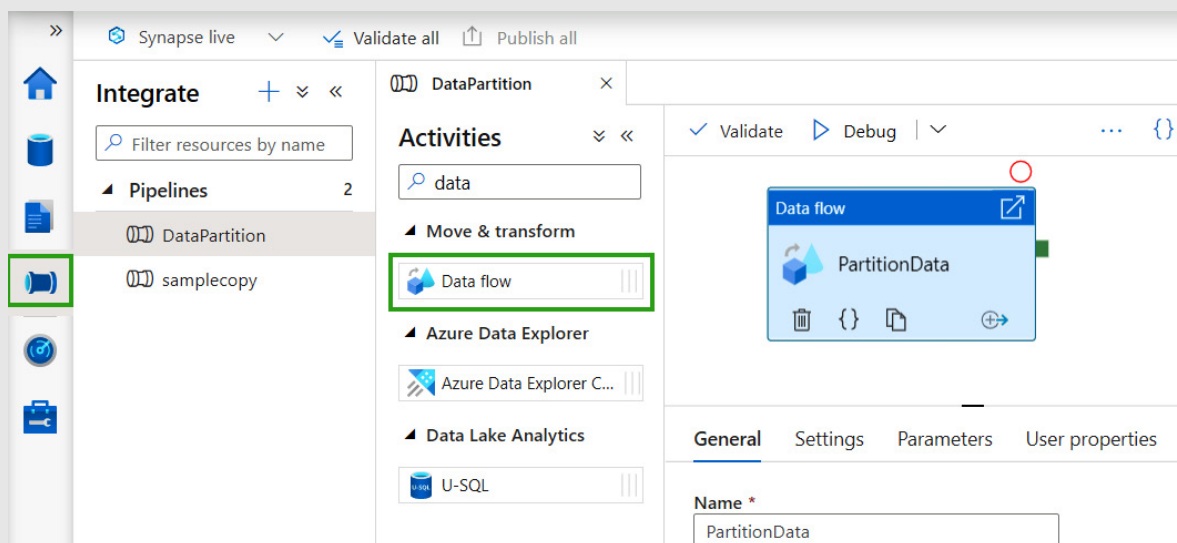 Synapse live
Validate all
Publish all
Integrate
Filter resources by name
Pipelines 2
DataPartition
samplecopy
DataPartition
Activities
data
Move & transform
Data flow
Azure Data Explorer
Azure Data Explorer C...
Data Lake Analytics
U-SQL
U-SQL
Validate
Debug
... {}
Data flow
PartitionData
{}
General Settings Parameters User properties
Name *
PartitionData